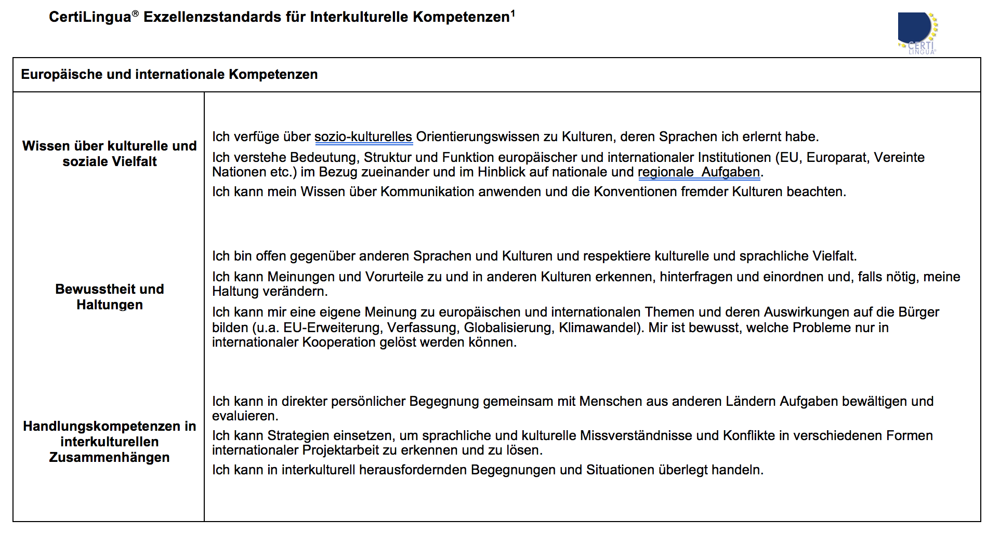 CertiLingua® Exzellenzstandards für Interkulturelle Kompetenzen¹
CERTI
LINGUA®
Europäische und internationale Kompetenzen
Wissen über kulturelle und
soziale Vielfalt
Ich verfüge über sozio-kulturelles Orientierungswissen zu Kulturen, deren Sprachen ich erlernt habe.
Ich verstehe Bedeutung, Struktur und Funktion europäischer und internationaler Institutionen (EU, Europarat, Vereinte
Nationen etc.) im Bezug zueinander und im Hinblick auf nationale und regionale  Aufgaben.
Ich kann mein Wissen über Kommunikation anwenden und die Konventionen fremder Kulturen beachten.
Bewusstheit und
Haltungen
Ich bin offen gegenüber anderen Sprachen und Kulturen und respektiere kulturelle und sprachliche Vielfalt.
Ich kann Meinungen und Vorurteile zu und in anderen Kulturen erkennen, hinterfragen und einordnen und, falls nötig, meine
Haltung verändern.
Ich kann mir eine eigene Meinung zu europäischen und internationalen Themen und deren Auswirkungen auf die Bürger
bilden (u.a. EU-Erweiterung, Verfassung, Globalisierung, Klimawandel). Mir ist bewusst, welche Probleme nur in
internationaler Kooperation gelöst werden können.
Handlungskompetenzen in
interkulturellen
Zusammenhängen
Ich kann in direkter persönlicher Begegnung gemeinsam mit Menschen aus anderen Ländern Aufgaben bewältigen und
evaluieren.
Ich kann Strategien einsetzen, um sprachliche und kulturelle Missverständnisse und Konflikte in verschiedenen Formen
internationaler Projektarbeit zu erkennen und zu lösen.
Ich kann in interkulturell herausfordernden Begegnungen und Situationen überlegt handeln.